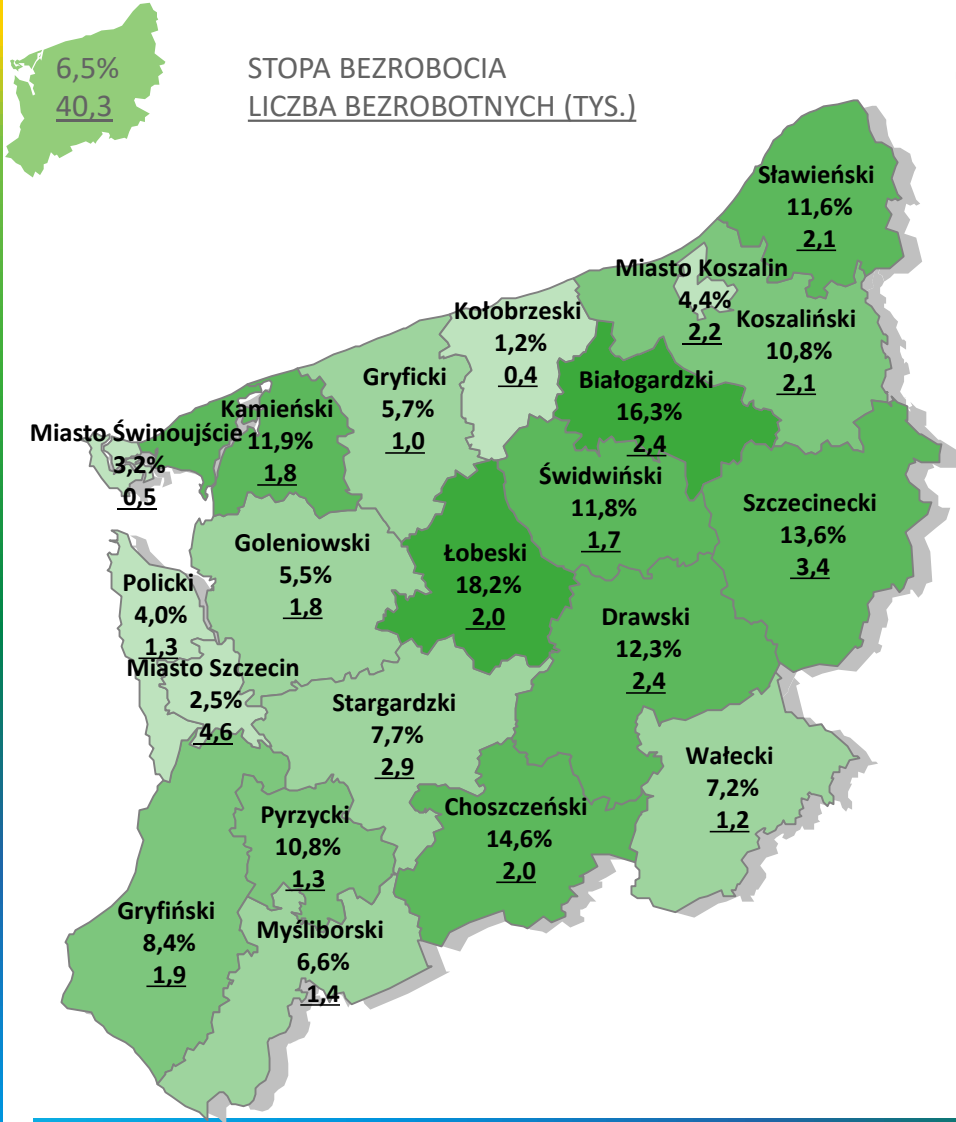 6,5%
40,3
STOPA BEZROBOCIA
LICZBA BEZROBOTNYCH (TYS.)
Sławieński
11,6%
2,1
Miasto Koszalin
4,4%
2,2
Koszaliński
10,8%
2,1
Kołobrzeski
1,2%
0,4
Białogardzki
16,3%
2,4
Gryficki
5,7%
1,0
Kamieński
11,9%
1,8
Miasto Świnoujście
3,2%
0,5
Świdwiński
11,8%
1,7
Szczecinecki
13,6%
3,4
Goleniowski
5,5%
1,8
Łobeski
18,2%
2,0
Policki
4,0%
1,3
Drawski
12,3%
2,4
Miasto Szczecin
2,5%
4,6
Stargardzki
7,7%
2,9
Wałecki
7,2%
1,2
Choszczeński
14,6%
2,0
Pyrzycki
10,8%
1,3
Gryfiński
8,4%
1,9
Myśliborski
6,6%
1,4